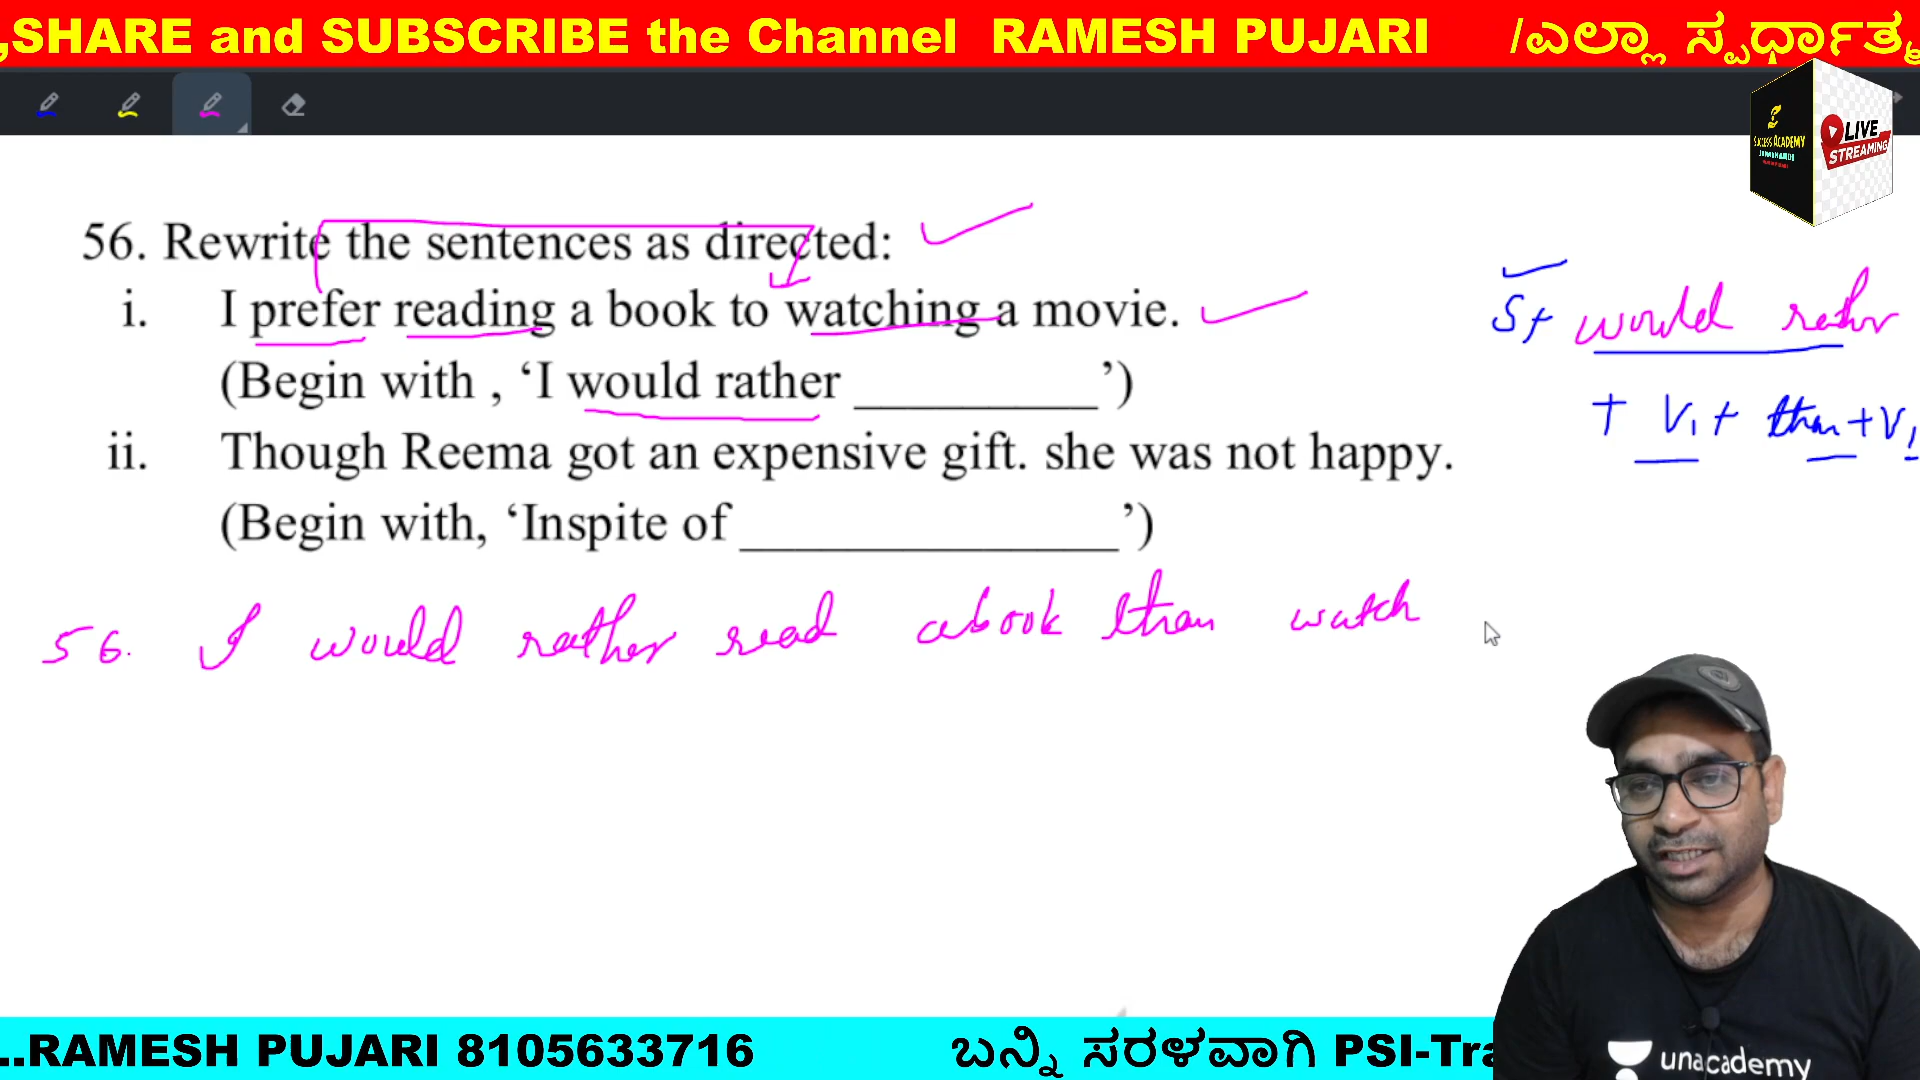 ,SHARE and SUBSCRIBE the Channel RAMESH PUJARI /ಎಲ್ಲಾ ಸ್ಪರ್ಧಾತ್ಮ
SUCCESS ACADEMY
LIVE
STREAMING
56. Rewrite the sentences as directed:
i. I prefer reading a book to watching a movie.
(Begin with , ‘I would rather __________’)
ii. Though Reema got an expensive gift. she was not happy.
(Begin with, ‘Inspite of ______________’)
S+ would rather
+ V1 + than + V1
56. I would rather read abook than watch
unacademy
..RAMESH PUJARI 8105633716 ಬನ್ನಿ ಸರಳವಾಗಿ PSI-Tra